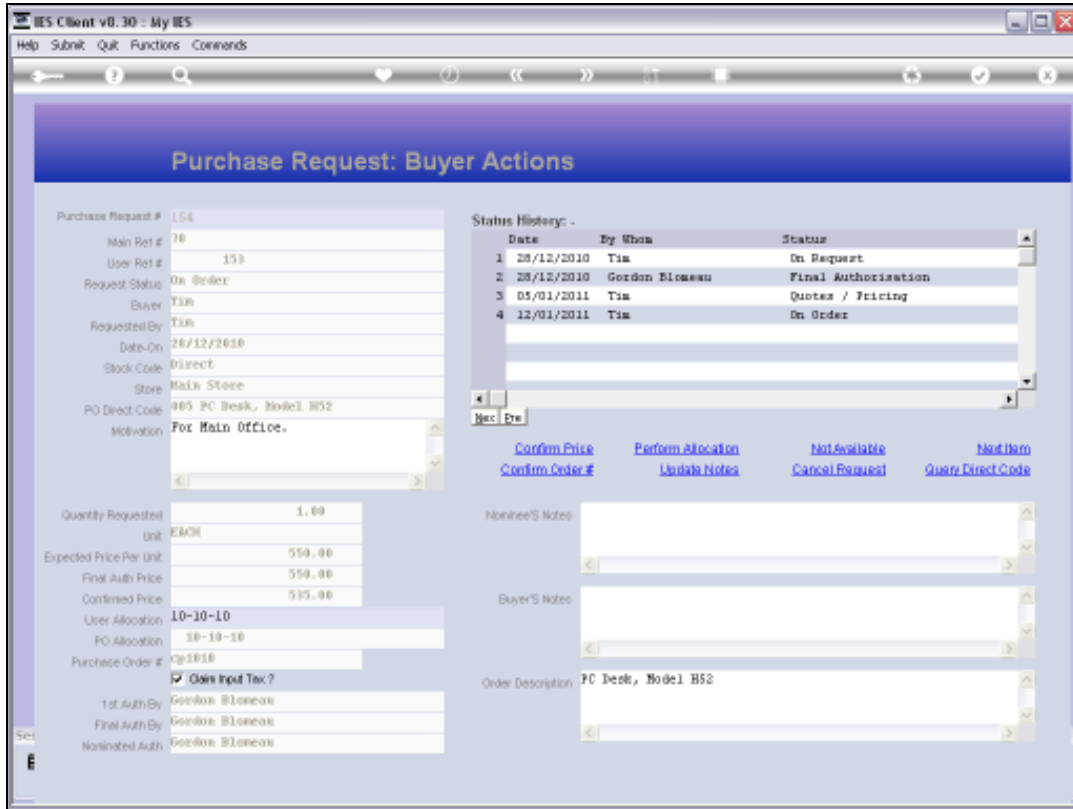 IES Client v8.30 : My IES
Help Submit Quit Functions Commands
Purchase Request: Buyer Actions
Purchase Request # 154
Main Ref # 70
User Ref # 153
Request Status On Order
Buyer Tim
Requested By Tim
Date-On 28/12/2010
Stock Code Direct
Store Main Store
PO Direct Code 005 PC Desk, Model H52
Motivation For Main Office.
Status History: -
Date By Whom Status
1 28/12/2010 Tim On Request
2 28/12/2010 Gordon Blomeau Final Authorisation
3 05/01/2011 Tim Quotes / Pricing
4 12/01/2011 Tim On Order
Nex Pre
Confirm Price Perform Allocation Not Available Next Item
Confirm Order # Update Notes Cancel Request Query Direct Code
Quantity Requested 1.00
Unit EACH
Expected Price Per Unit 550.00
Final Auth Price 550.00
Confirmed Price 535.00
User Allocation 10-10-10
PO Allocation 10-10-10
Purchase Order # cp1010
Claim Input Tax ?
1st Auth By Gordon Blomeau
Final Auth By Gordon Blomeau
Nominated Auth Gordon Blomeau
Nominee'S Notes
Buyer'S Notes
Order Description PC Desk, Model H52